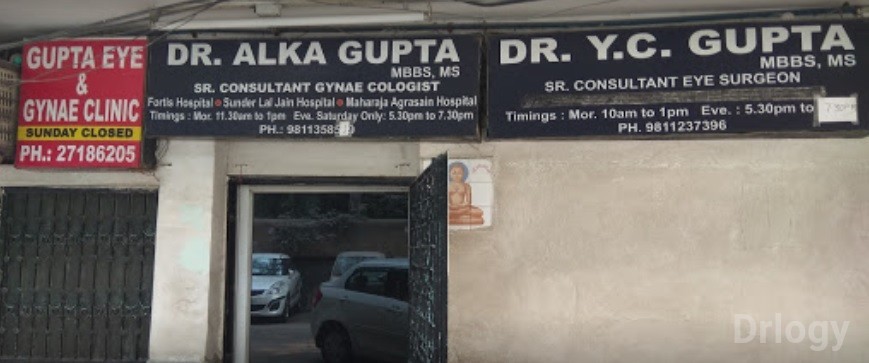 GUPTA EYE
&
GYNAE CLINIC
SUNDAY CLOSED
PH.: 27186205
DR. ALKA GUPTA
MBBS, MS
SR. CONSULTANT GYNAE COLOGIST
Fortis Hospital • Sunder Lal Jain Hospital • Maharaja Agrasain Hospital
Timings : Mor. 11.30am to 1pm Eve. Saturday Only: 5.30pm to 7.30pm
PH.:
DR. Y.C. GUPTA
MBBS, MS
SR. CONSULTANT EYE SURGEON
Timings : Mor. 10am to 1pm Eve. : 5.30pm to 7.30PM
PH. 9811237396
Drlogy